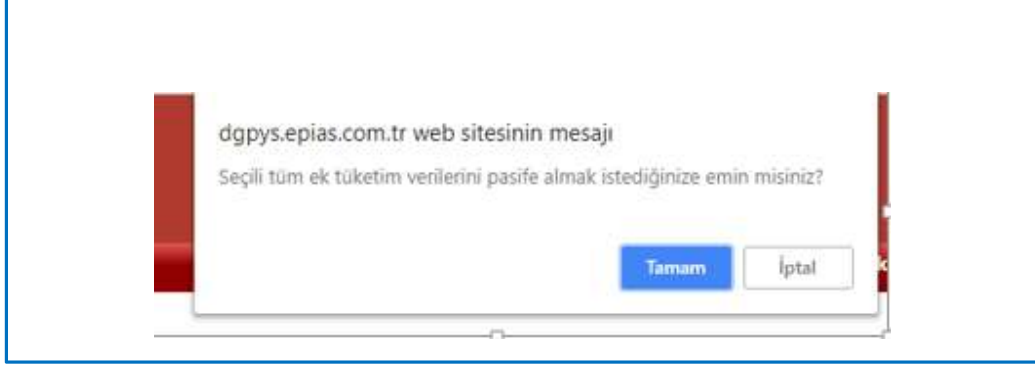 dgpys.epias.com.tr web sitesinin mesajı
Seçili tüm ek tüketim verilerini pasife almak istediğinize emin misiniz?
Tamam İptal